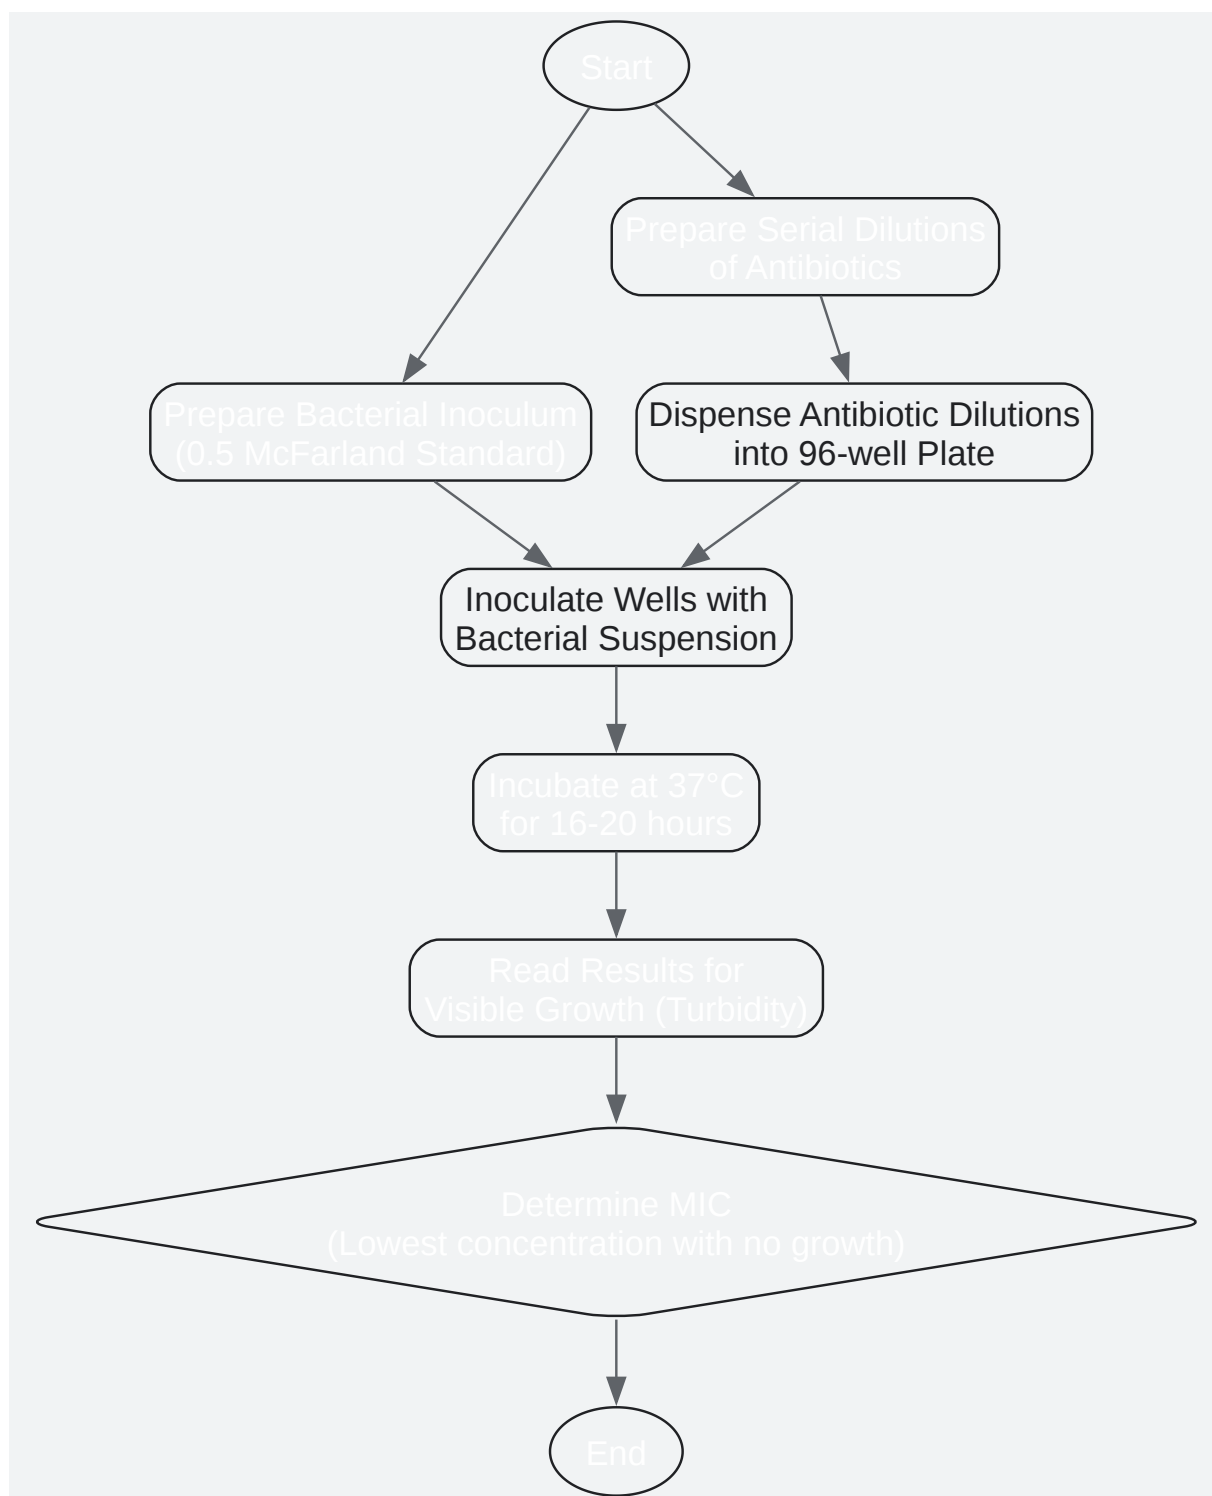 Start
Prepare Serial Dilutions
of Antibiotics
Prepare Bacterial Inoculum
(0.5 McFarland Standard)
Dispense Antibiotic Dilutions
into 96-well Plate
Inoculate Wells with
Bacterial Suspension
Incubate at 37°C
for 16-20 hours
Read Results for
Visible Growth (Turbidity)
Determine MIC
(Lowest concentration with no growth)
End